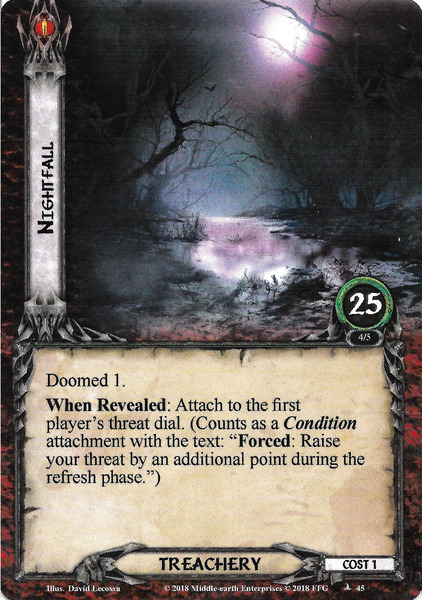 NIGHTFALL
25
4/5
Doomed 1.
When Revealed: Attach to the first
player's threat dial. (Counts as a Condition
attachment with the text: “Forced: Raise
your threat by an additional point during the
refresh phase.”)
TREACHERY
COST 1
Illus. David Lecossu
© 2018 Middle-earth Enterprises © 2018 FFG
45